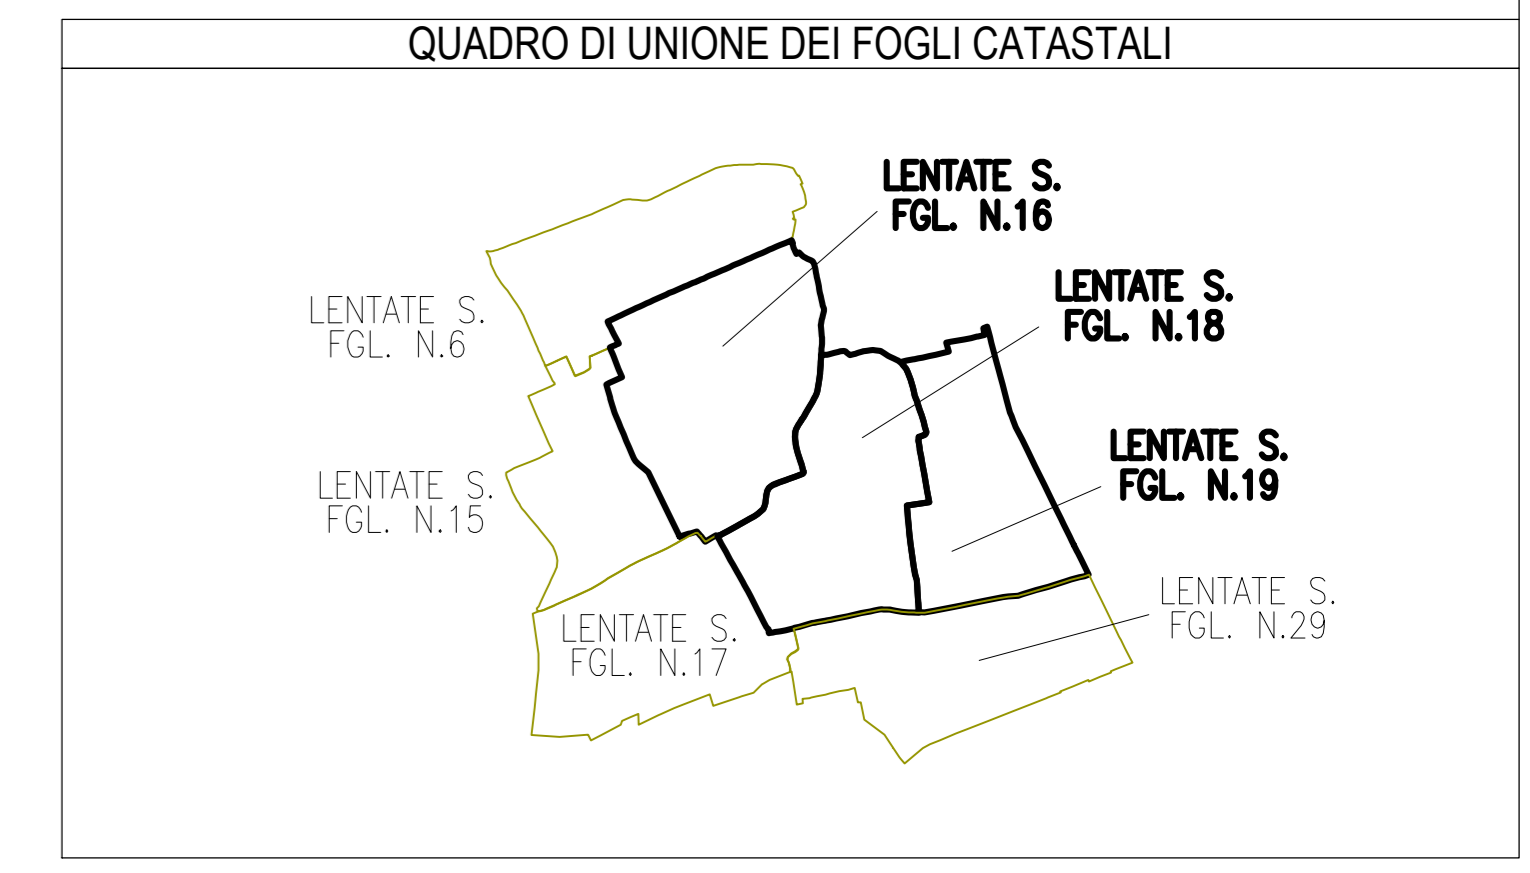 QUADRO DI UNIONE DEI FOGLI CATASTALI
LENTATE S.
FGL. N.16
LENTATE S.
FGL. N.18
LENTATE S.
FGL. N.6
LENTATE S.
FGL. N.19
LENTATE S.
FGL. N.15
LENTATE S.
FGL. N.29
LENTATE S.
FGL. N.17